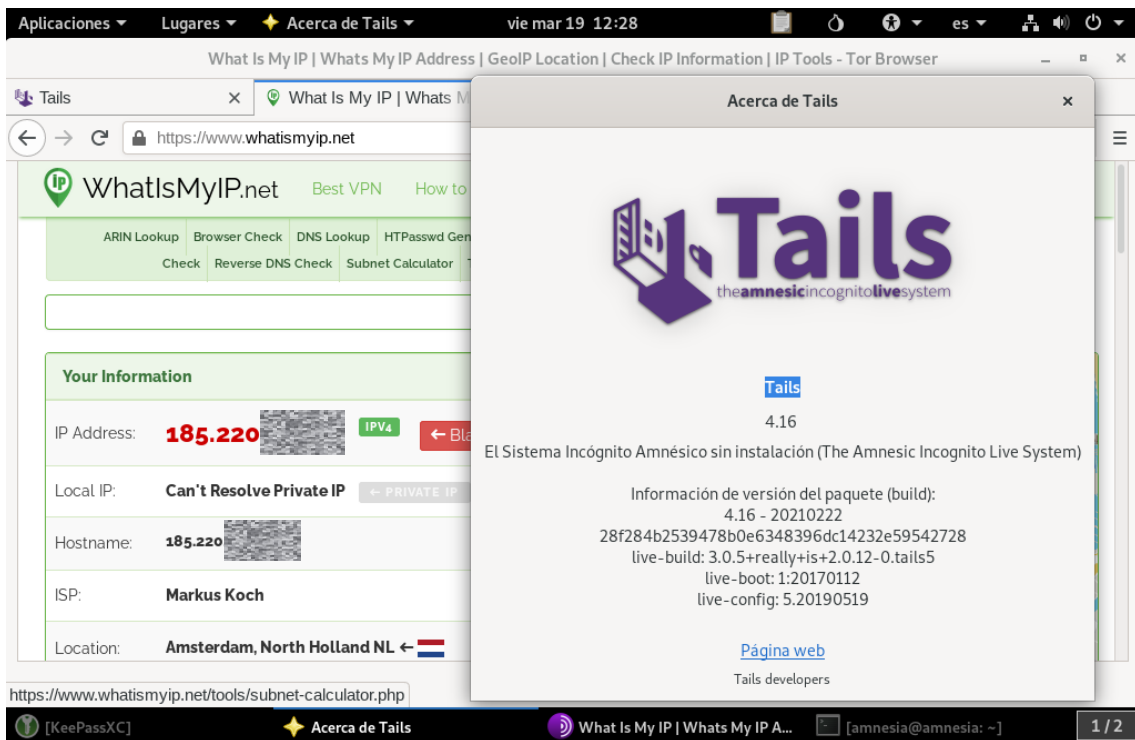 Aplicaciones Lugares Acerca de Tails vie mar 19 12:28 es
What Is My IP | Whats My IP Address | GeoIP Location | Check IP Information | IP Tools - Tor Browser
Tails
What Is My IP | Whats M
https://www.whatismyip.net
WhatIsMyIP.net Best VPN How to
ARIN Lookup Browser Check DNS Lookup HTPasswd Gen
Check Reverse DNS Check Subnet Calculator
Your Information
IP Address: 185.220 IPV4 ← Bla
Local IP: Can't Resolve Private IP ← PRIVATE IP
Hostname: 185.220
ISP: Markus Koch
Location: Amsterdam, North Holland NL ←
https://www.whatismyip.net/tools/subnet-calculator.php
Acerca de Tails
Tails
theamnesicincognitolivesystem
Tails
4.16
El Sistema Incógnito Amnésico sin instalación (The Amnesic Incognito Live System)
Información de versión del paquete (build):
4.16 - 20210222
28f284b2539478b0e6348396dc14232e59542728
live-build: 3.0.5+really+is+2.0.12-0.tails5
live-boot: 1:20170112
live-config: 5.20190519
Página web
Tails developers
[KeePassXC] Acerca de Tails What Is My IP | Whats My IP A... [amnesia@amnesia: ~] 1/2